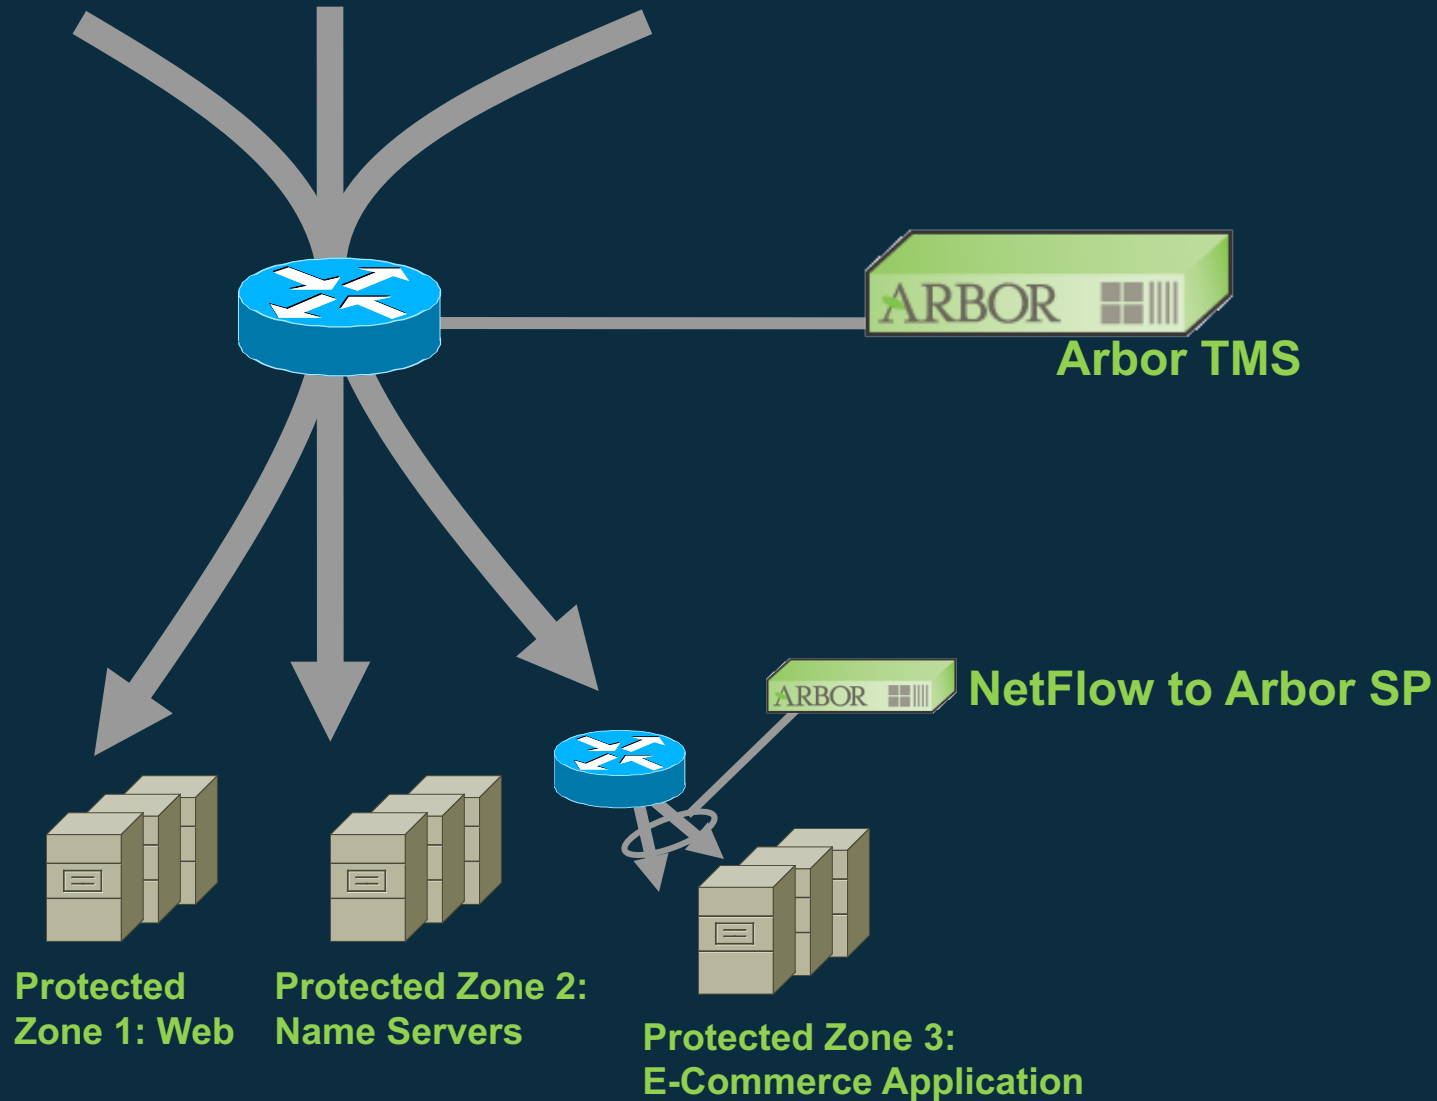 ARBOR
Arbor TMS
ARBOR
NetFlow to Arbor SP
Protected
Zone 1: Web
Protected Zone 2:
Name Servers
Protected Zone 3:
E-Commerce Application